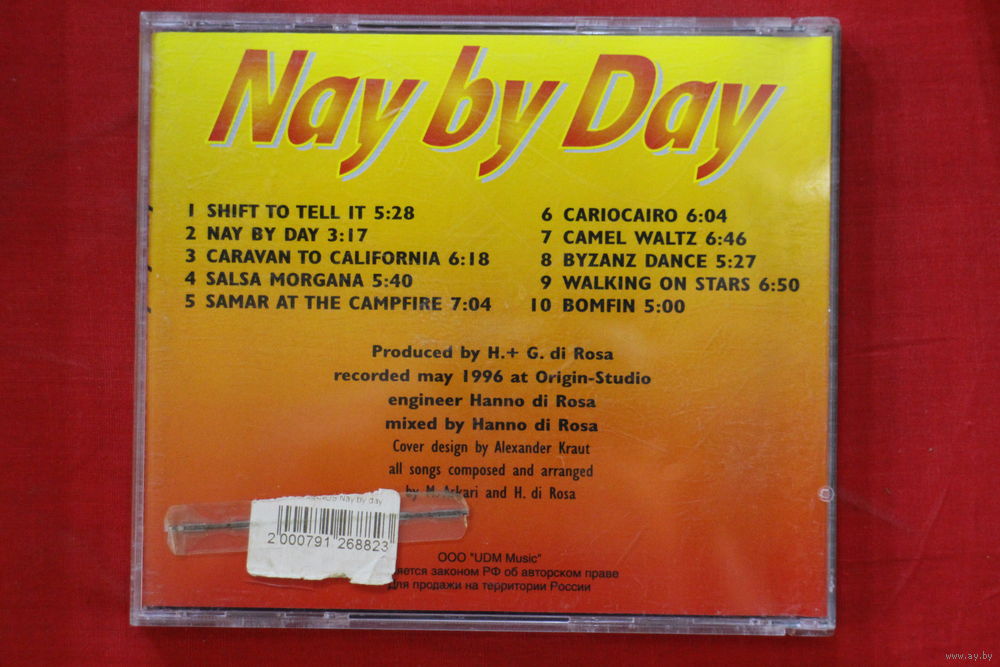 Nay by Day
1 SHIFT TO TELL IT 5:28
2 NAY BY DAY 3:17
3 CARAVAN TO CALIFORNIA 6:18
4 SALSA MORGANA 5:40
5 SAMAR AT THE CAMPFIRE 7:04
6 CARIOCAIRO 6:04
7 CAMEL WALTZ 6:46
8 BYZANZ DANCE 5:27
9 WALKING ON STARS 6:50
10 BOMFIN 5:00
Produced by H.+ G. di Rosa
recorded may 1996 at Origin-Studio
engineer Hanno di Rosa
mixed by Hanno di Rosa
Cover design by Alexander Kraut
all songs composed and arranged
by M. Askari and H. di Rosa
Nay by day
2 000791 268823
ООО "UDM Music"
законом РФ об авторском праве
для продажи на территории России
www.ay.by